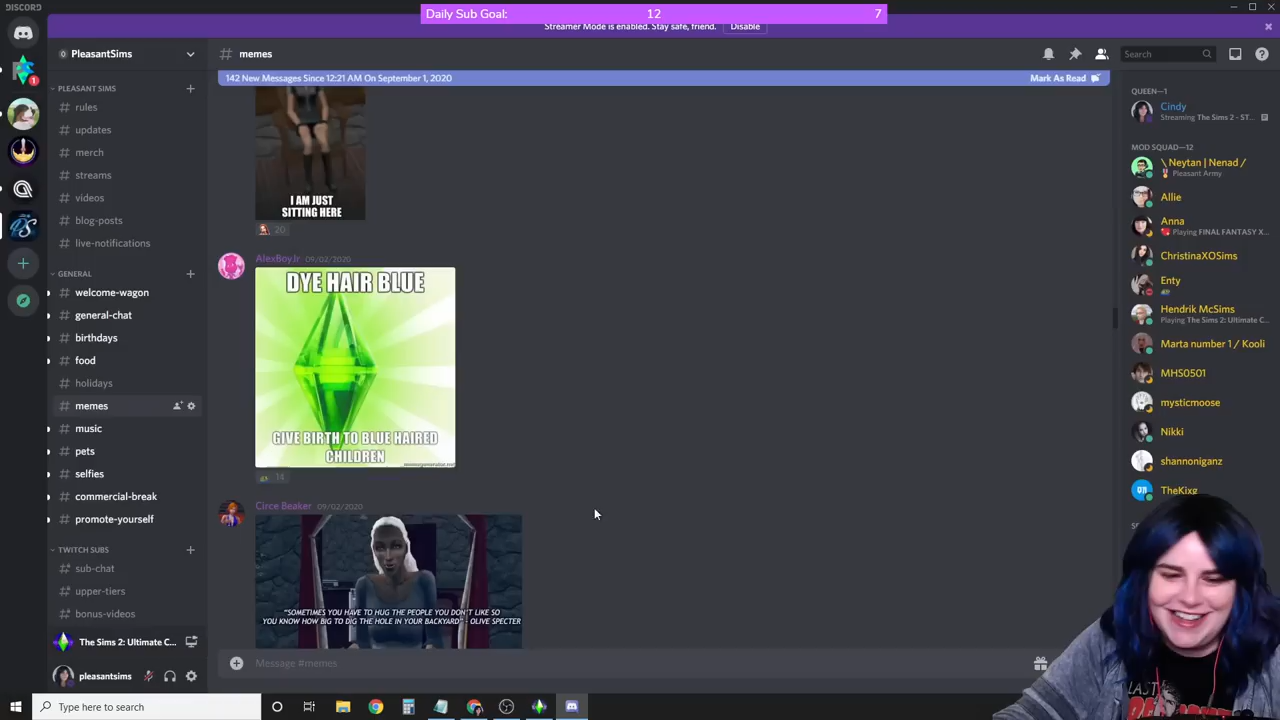 DISCORD
Daily Sub Goal: 12 7
Streamer Mode is enabled. Stay safe, friend. Disable
PleasantSims
# memes
Search
142 New Messages Since 12:21 AM On September 1, 2020
Mark As Read
PLEASANT SIMS
# rules
# updates
# merch
# streams
# videos
# blog-posts
# live-notifications
GENERAL
# welcome-wagon
# general-chat
# birthdays
# food
# holidays
# memes
# music
# pets
# selfies
# commercial-break
# promote-yourself
TWITCH SUBS
# sub-chat
# upper-tiers
# bonus-videos
The Sims 2: Ultimate C...
pleasantsims
1
I AM JUST
SITTING HERE
20
AlexBoyJr 09/02/2020
DYE HAIR BLUE
GIVE BIRTH TO BLUE HAIRED
CHILDREN
14
Circe Beaker 09/02/2020
"SOMETIMES YOU HAVE TO HUG THE PEOPLE YOU DON'T LIKE SO
YOU KNOW HOW BIG TO DIG THE HOLE IN YOUR BACKYARD" - OLIVE SPECTER
Message #memes
QUEEN—1
Cindy
Streaming The Sims 2 - ST...
MOD SQUAD—12
\ Neytan | Nenad /
Pleasant Army
Allie
Anna
Playing FINAL FANTASY X...
ChristinaXOSims
Enty
Hendrik McSims
Playing The Sims 2: Ultimate C...
Marta number 1 / Kooli
MHS0501
mysticmoose
Nikki
shannoniganz
TheKixg
Type here to search